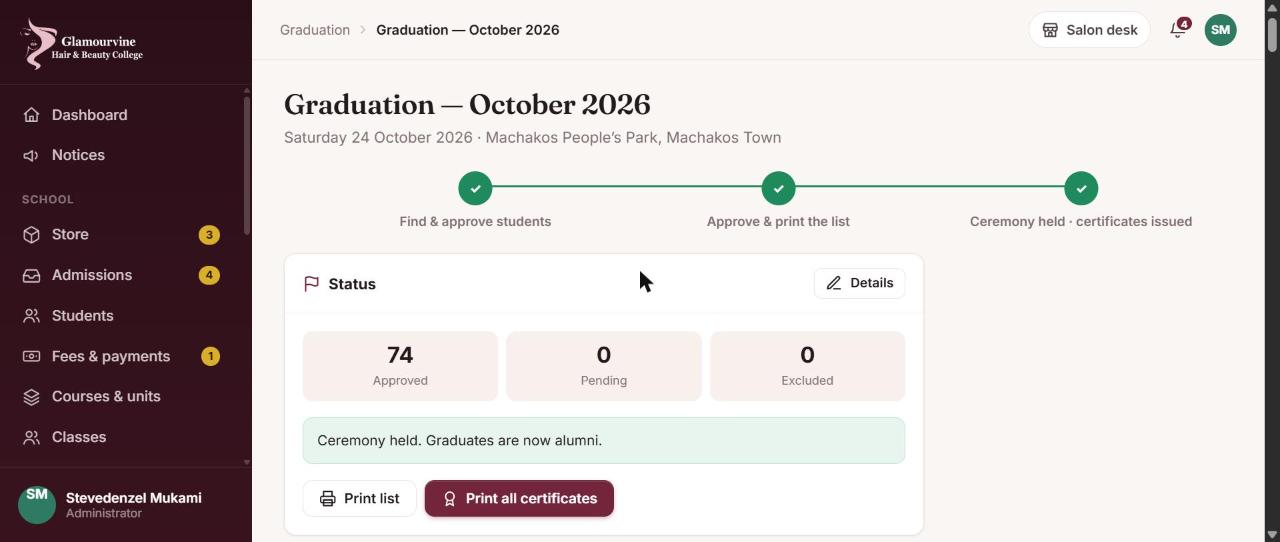 Glamourvine
Hair & Beauty College
Dashboard
Notices
SCHOOL
Store 3
Admissions 4
Students
Fees & payments 1
Courses & units
Classes
SM
Stevedenzel Mukami
Administrator
Graduation > Graduation — October 2026
Salon desk
4
SM
Graduation — October 2026
Saturday 24 October 2026 · Machakos People’s Park, Machakos Town
Find & approve students
Approve & print the list
Ceremony held · certificates issued
Status
Details
74
Approved
0
Pending
0
Excluded
Ceremony held. Graduates are now alumni.
Print list
Print all certificates